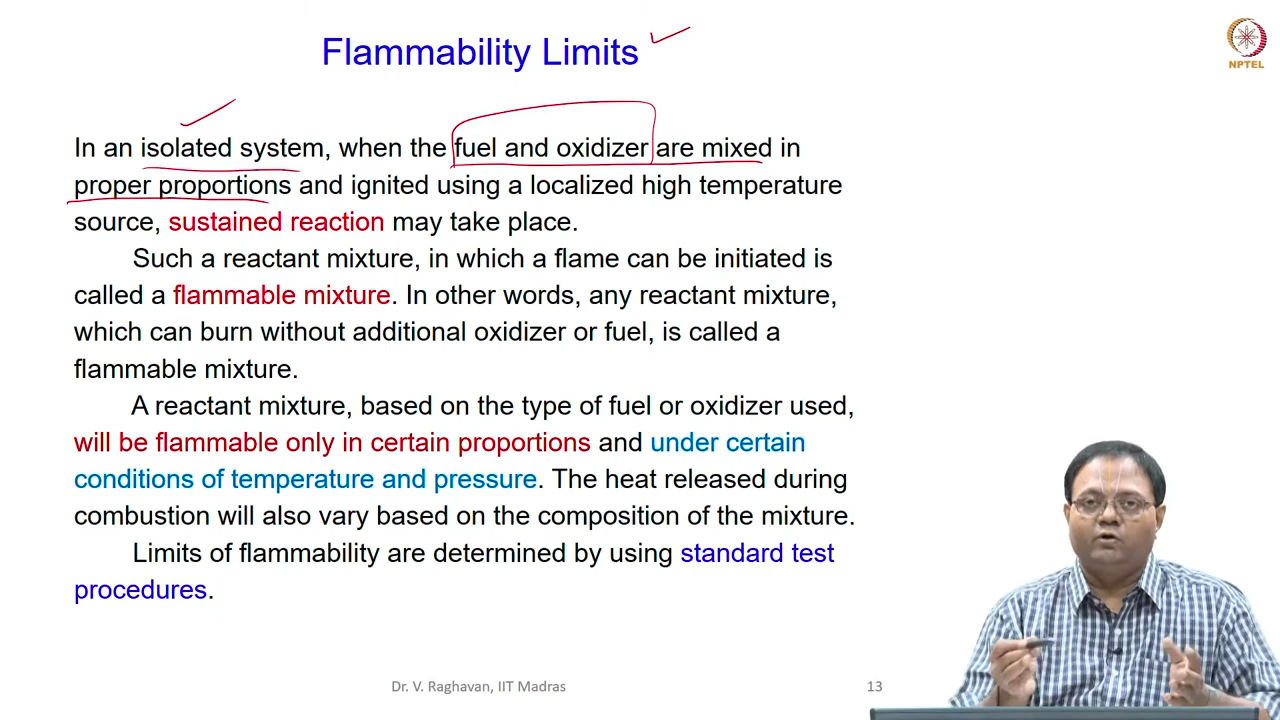 Flammability Limits
NPTEL
In an isolated system, when the fuel and oxidizer are mixed in
proper proportions and ignited using a localized high temperature
source, sustained reaction may take place.
Such a reactant mixture, in which a flame can be initiated is
called a flammable mixture. In other words, any reactant mixture,
which can burn without additional oxidizer or fuel, is called a
flammable mixture.
A reactant mixture, based on the type of fuel or oxidizer used,
will be flammable only in certain proportions and under certain
conditions of temperature and pressure. The heat released during
combustion will also vary based on the composition of the mixture.
Limits of flammability are determined by using standard test
procedures.
Dr. V. Raghavan, IIT Madras
13